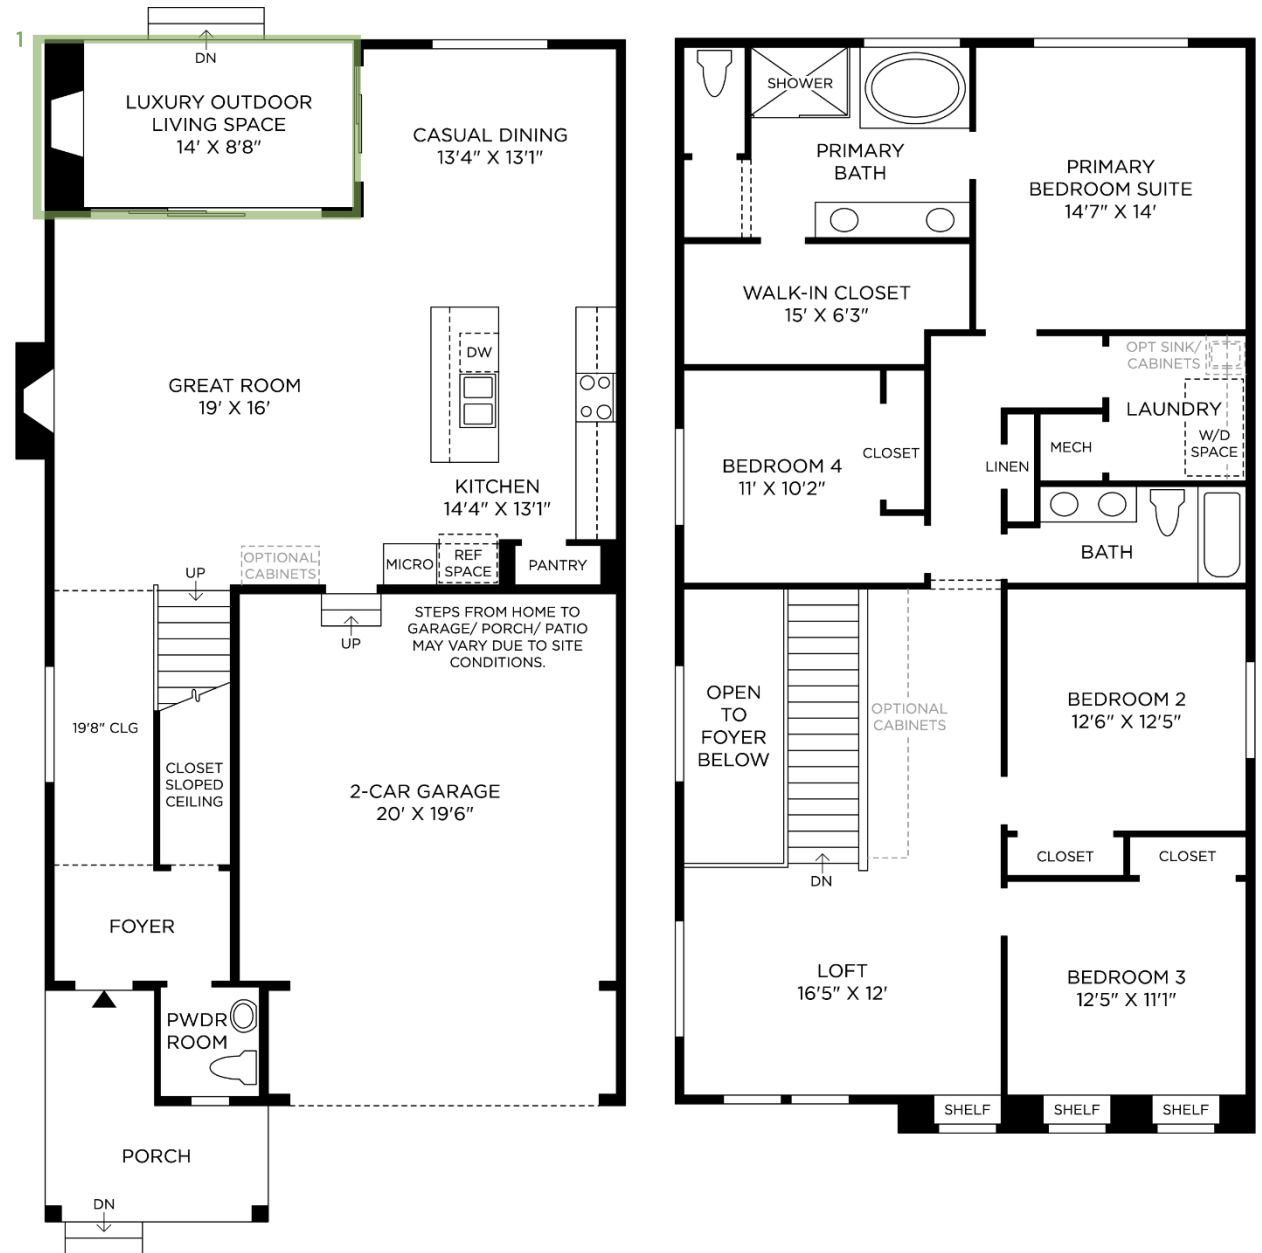 1
DN
LUXURY OUTDOOR
LIVING SPACE
14' X 8'8"
CASUAL DINING
13'4" X 13'1"
GREAT ROOM
19' X 16'
DW
KITCHEN
14'4" X 13'1"
OPTIONAL
CABINETS
MICRO
REF
SPACE
PANTRY
UP
UP
STEPS FROM HOME TO
GARAGE/ PORCH/ PATIO
MAY VARY DUE TO SITE
CONDITIONS.
19'8" CLG
CLOSET
SLOPED
CEILING
2-CAR GARAGE
20' X 19'6"
FOYER
PWDR
ROOM
PORCH
DN
SHOWER
PRIMARY
BATH
PRIMARY
BEDROOM SUITE
14'7" X 14'
WALK-IN CLOSET
15' X 6'3"
OPT SINK/
CABINETS
LAUNDRY
W/D
SPACE
BEDROOM 4
11' X 10'2"
CLOSET
LINEN
MECH
BATH
OPEN
TO
FOYER
BELOW
OPTIONAL
CABINETS
BEDROOM 2
12'6" X 12'5"
CLOSET
CLOSET
DN
LOFT
16'5" X 12'
BEDROOM 3
12'5" X 11'1"
SHELF
SHELF
SHELF